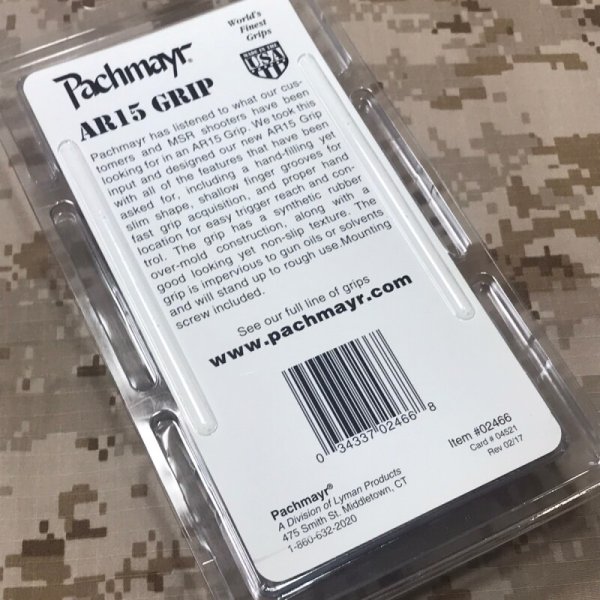 Pachmayr®
World's
Finest
Grips
MADE IN THE
USA
AR15 GRIP
Pachmayr has listened to what our cus-
tomers and MSR shooters have been
looking for in an AR15 Grip. We took this
input and designed our new AR15 Grip
with all of the features that have been
asked for, including a hand-filling yet
slim shape, shallow finger grooves for
fast grip acquisition, and proper hand
location for easy trigger reach and con-
trol. The grip has a synthetic rubber
over-mold construction, along with a
good looking yet non-slip texture. The
grip is impervious to gun oils or solvents
and will stand up to rough use.Mounting
screw included.
See our full line of grips
www.pachmayr.com
0 34337 02466 8
Item #02466
Card # 04521
Rev 02/17
Pachmayr®
A Division of Lyman Products
475 Smith St. Middletown, CT
1-860-632-2020